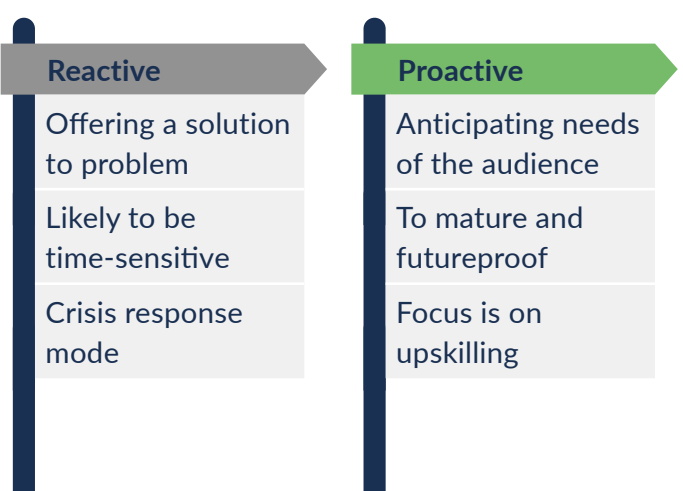 Reactive
Offering a solution
to problem
Likely to be
time-sensitive
Crisis response
mode
Proactive
Anticipating needs
of the audience
To mature and
futureproof
Focus is on
upskilling